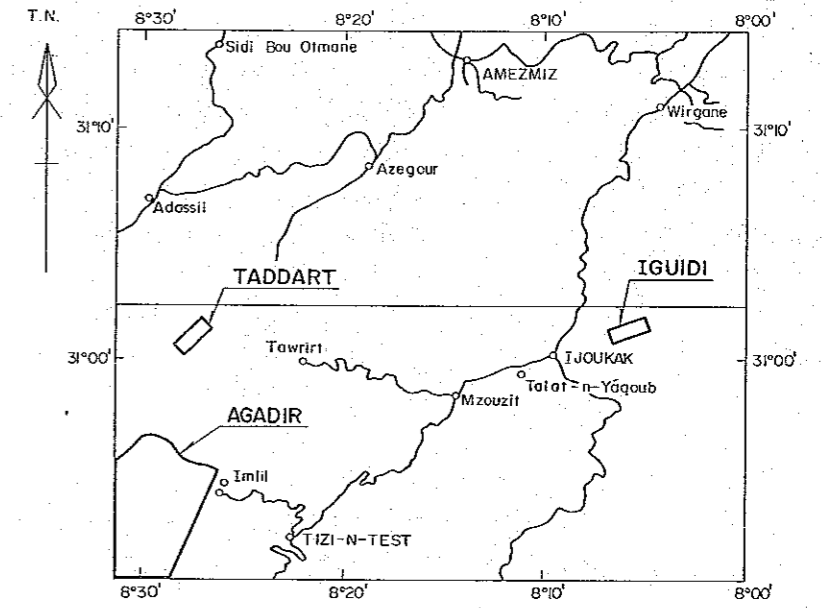 T.N.
8°30′ 8°20′ 8°10′ 8°00′
Sidi Bou Otmane
AMEZMIZ
Wirgane
31°10′ 31°10′
Azegour
Adassil
TADDART
IGUIDI
Tawrirt
IJOUKAK
31°00′ 31°00′
Talat-n-Yāqoub
Mzouzit
AGADIR
Imlil
TIZI-N-TEST
8°30′ 8°20′ 8°10′ 8°00′